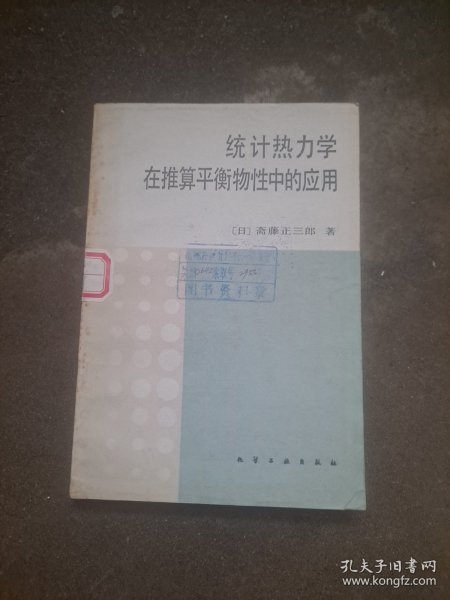 统计热力学
在推算平衡物性中的应用
[日] 斋藤正三郎 著
图书资料章
化学工业出版社
孔夫子旧书网
www.kongfz.com